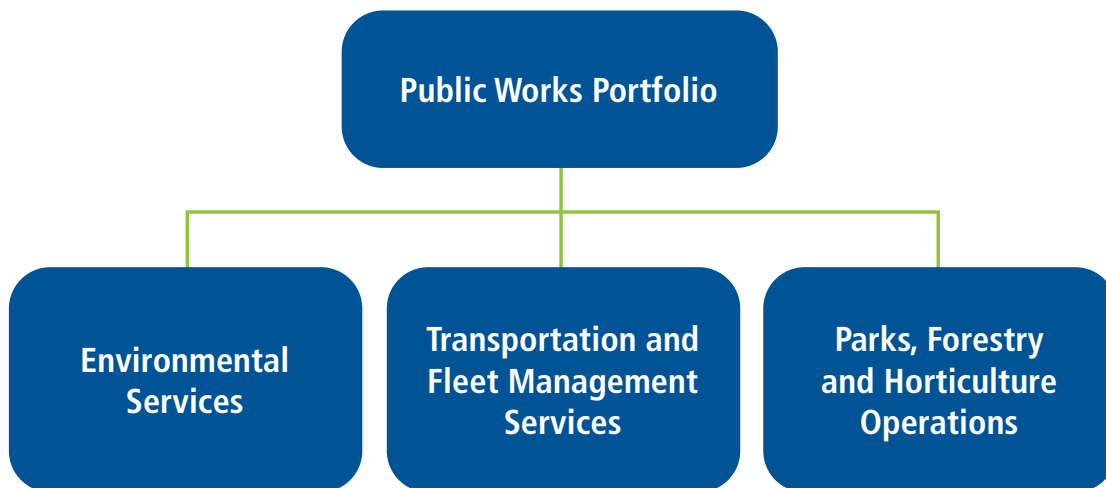 Public Works Portfolio
Environmental
Services
Transportation and
Fleet Management
Services
Parks, Forestry
and Horticulture
Operations